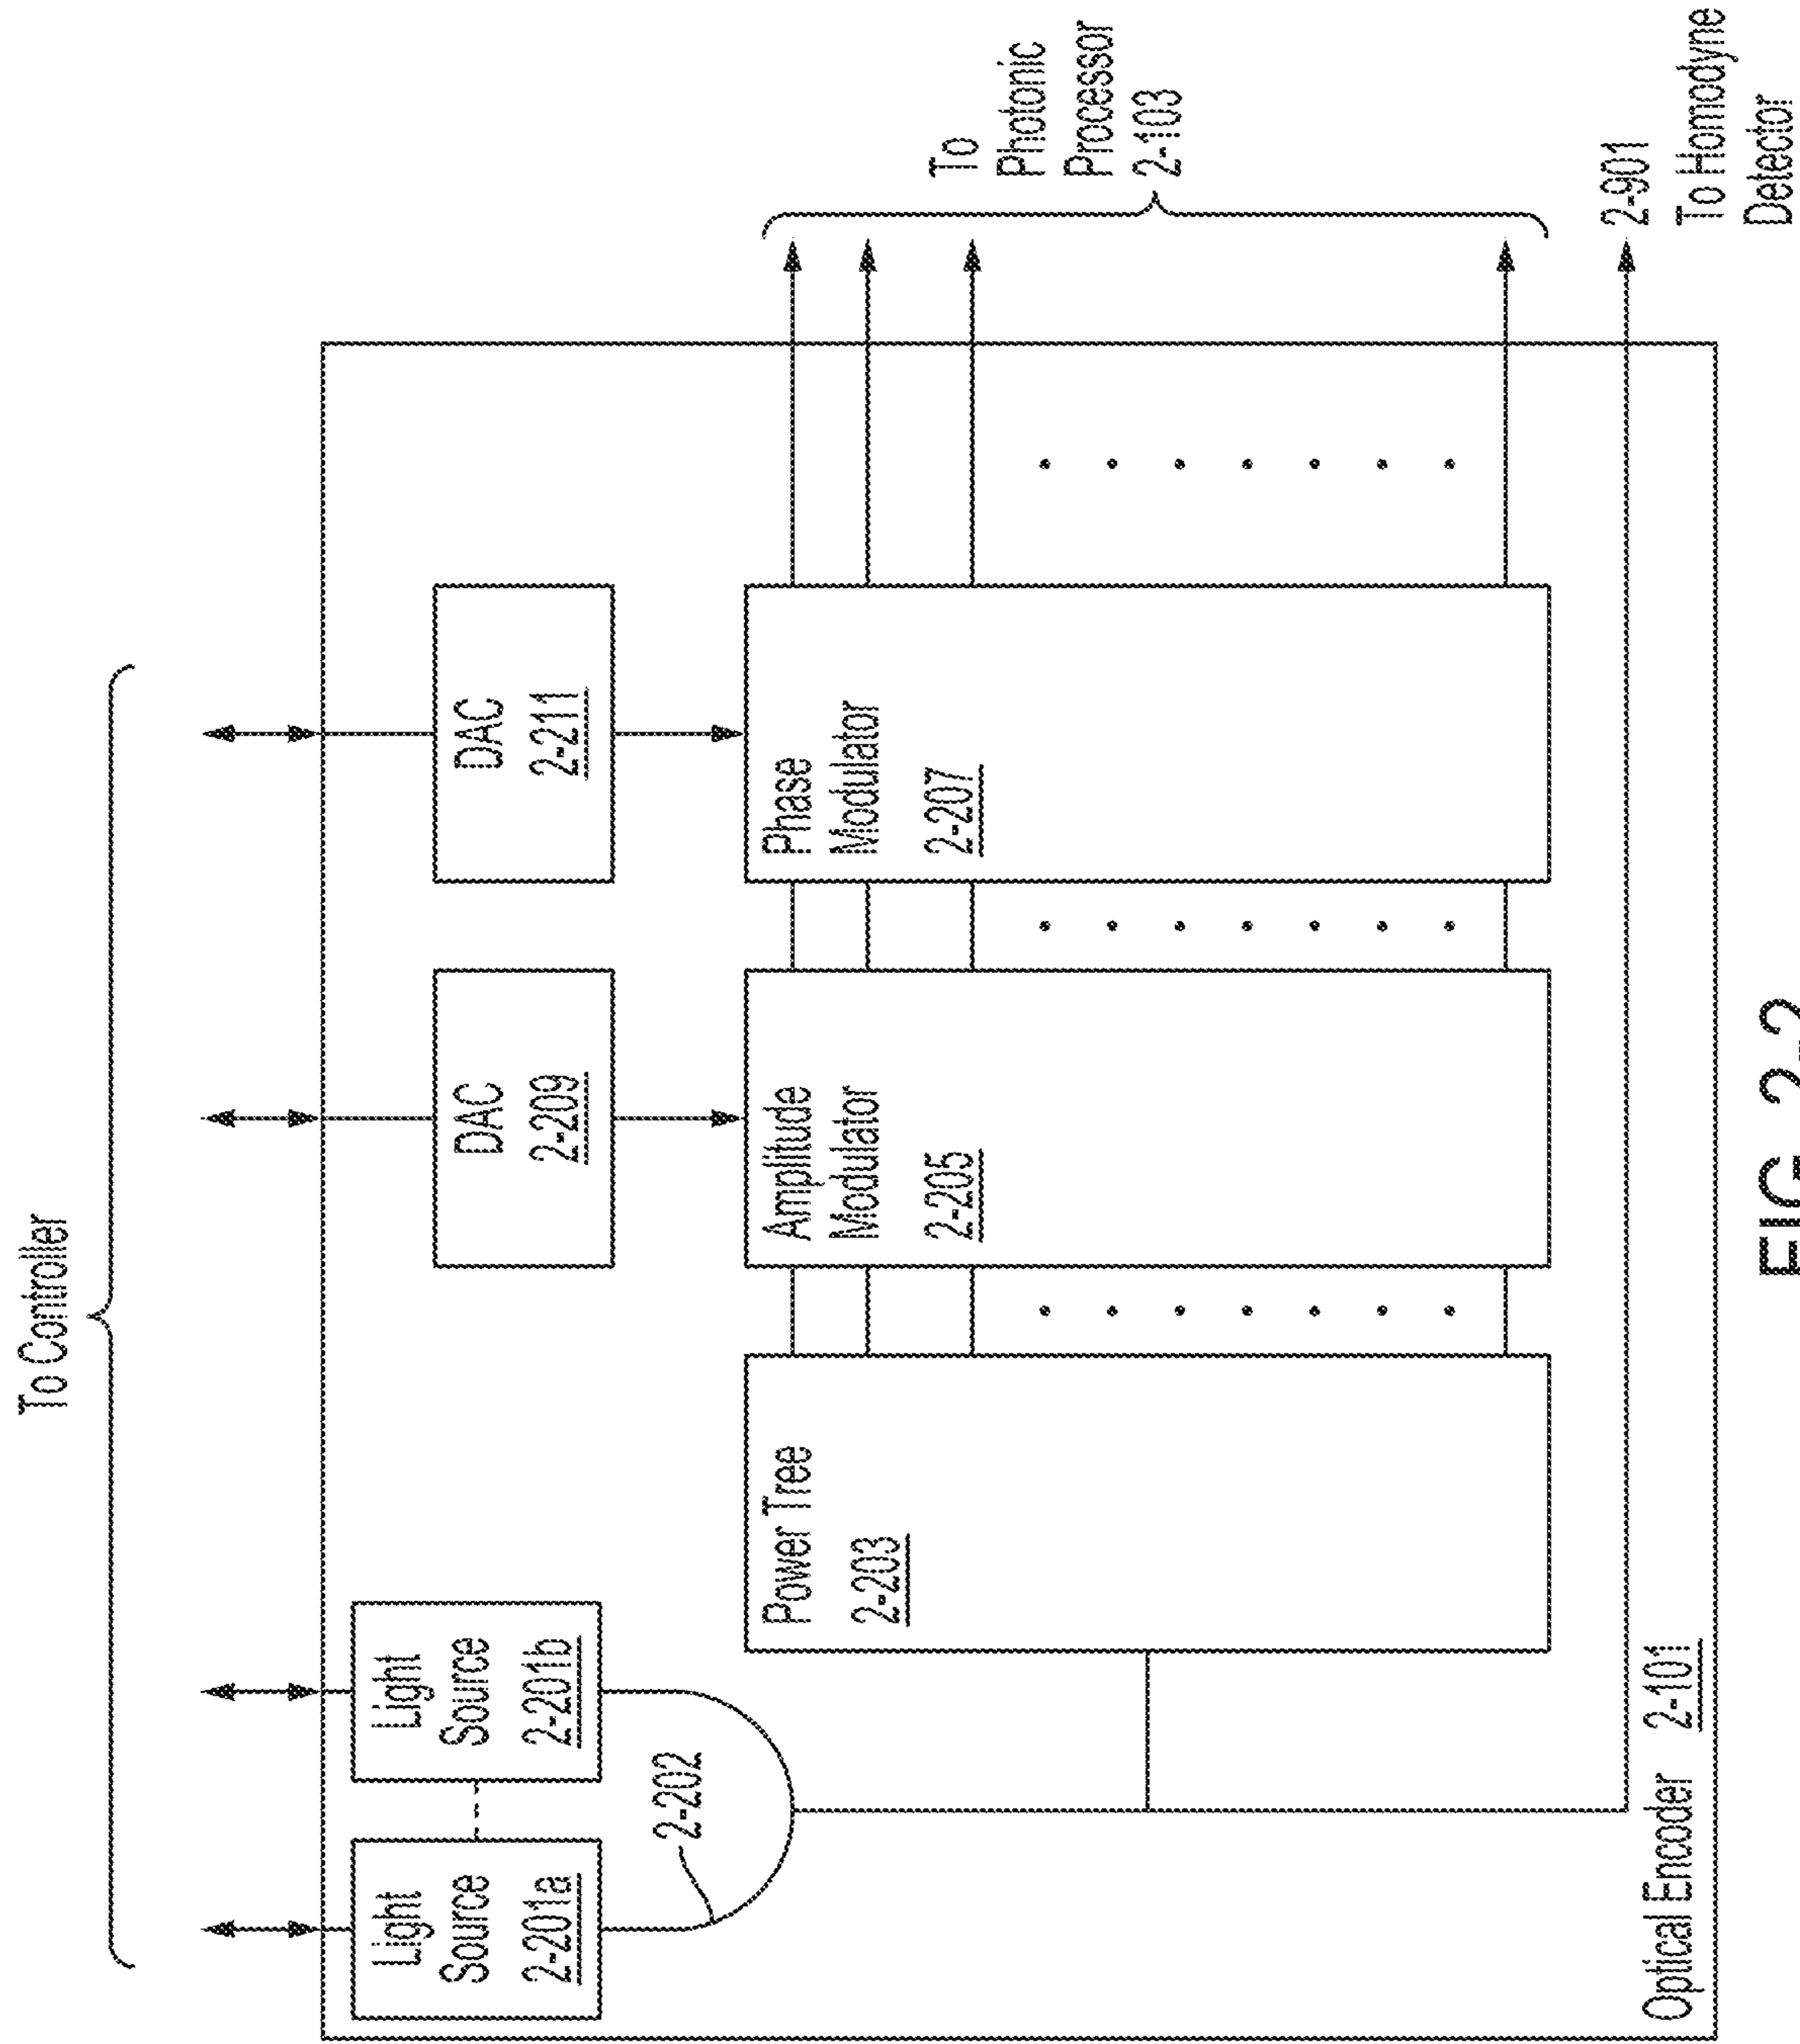 To Controller
Light
Source
2-201a
Light
Source
2-201b
2-202
DAC
2-209
DAC
2-211
Power Tree
2-203
Amplitude
Modulator
2-205
Phase
Modulator
2-207
To
Photonic
Processor
2-103
2-901
To Homodyne
Detector
Optical Encoder 2-101
FIG. 2-2